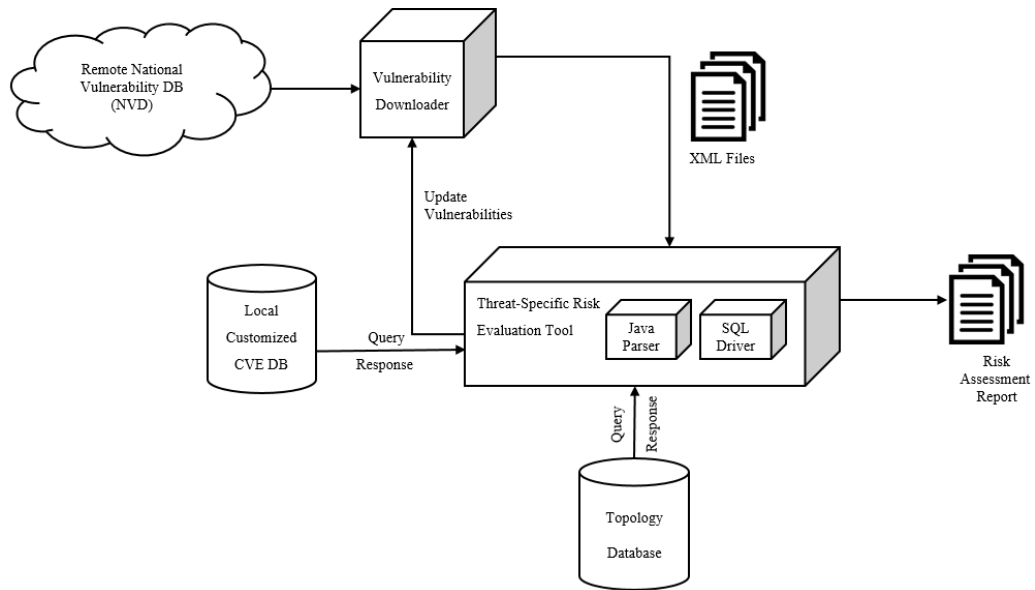 Remote National
Vulnerability DB
(NVD)
Vulnerability
Downloader
XML Files
Update
Vulnerabilities
Local
Customized
CVE DB
Query
Response
Threat-Specific Risk
Evaluation Tool
Java
Parser
SQL
Driver
Risk
Assessment
Report
Query
Response
Topology
Database